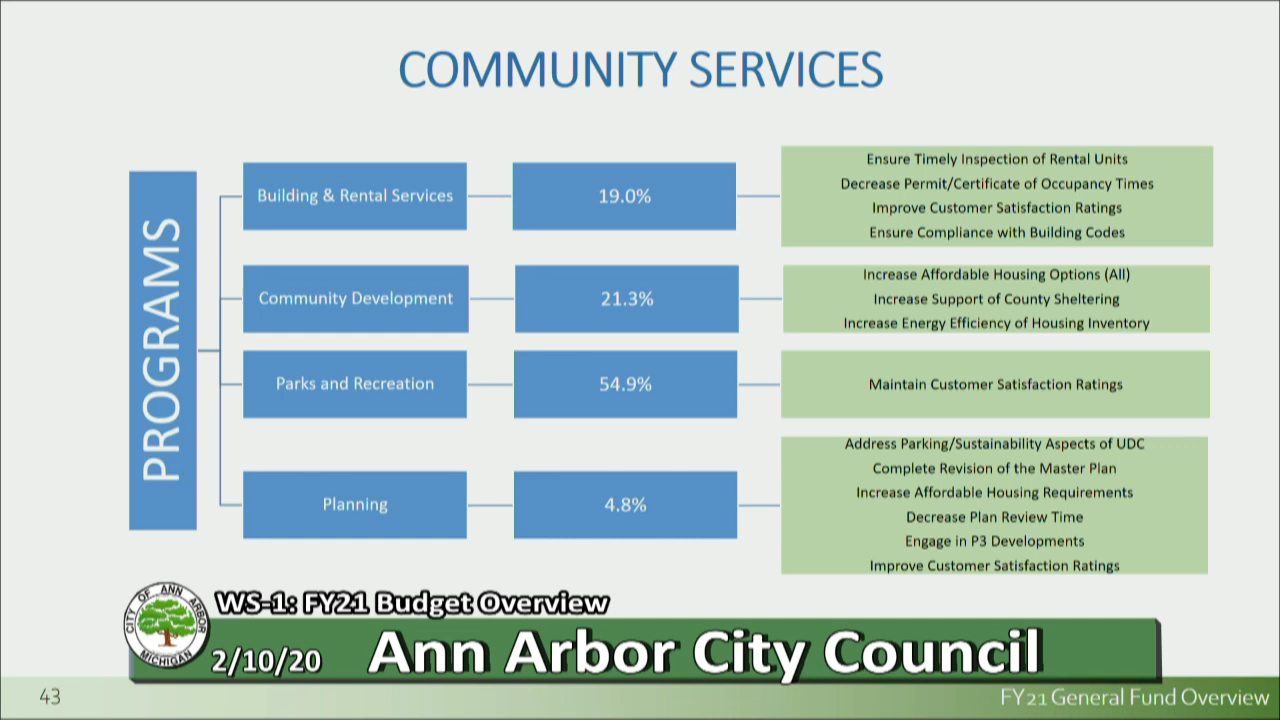 COMMUNITY SERVICES
PROGRAMS
Building & Rental Services
19.0%
Ensure Timely Inspection of Rental Units
Decrease Permit/Certificate of Occupancy Times
Improve Customer Satisfaction Ratings
Ensure Compliance with Building Codes
Community Development
21.3%
Increase Affordable Housing Options (All)
Increase Support of County Sheltering
Increase Energy Efficiency of Housing Inventory
Parks and Recreation
54.9%
Maintain Customer Satisfaction Ratings
Planning
4.8%
Address Parking/Sustainability Aspects of UDC
Complete Revision of the Master Plan
Increase Affordable Housing Requirements
Decrease Plan Review Time
Engage in P3 Developments
Improve Customer Satisfaction Ratings
CITY OF ANN ARBOR
MICHIGAN
WS-1: FY21 Budget Overview
2/10/20
Ann Arbor City Council
43
FY21 General Fund Overview